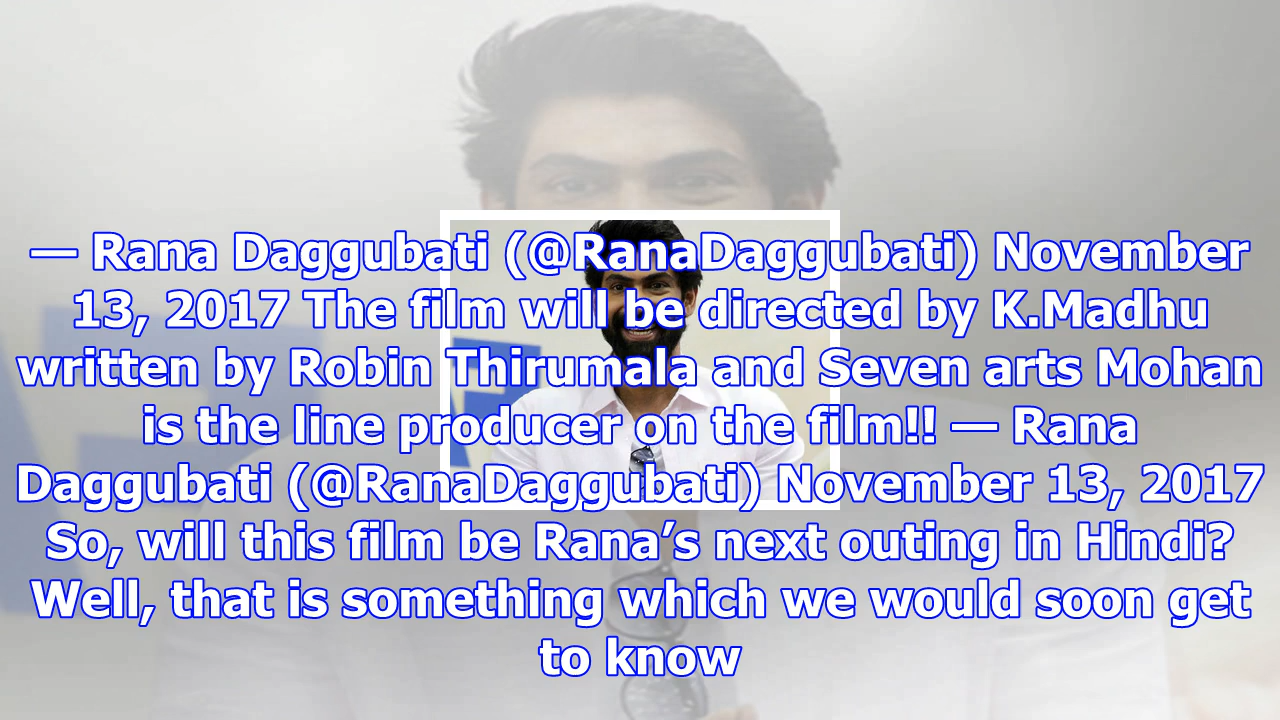 — Rana Daggubati (@RanaDaggubati) November
13, 2017 The film will be directed by K.Madhu
written by Robin Thirumala and Seven arts Mohan
is the line producer on the film!! — Rana
Daggubati (@RanaDaggubati) November 13, 2017
So, will this film be Rana’s next outing in Hindi?
Well, that is something which we would soon get
to know